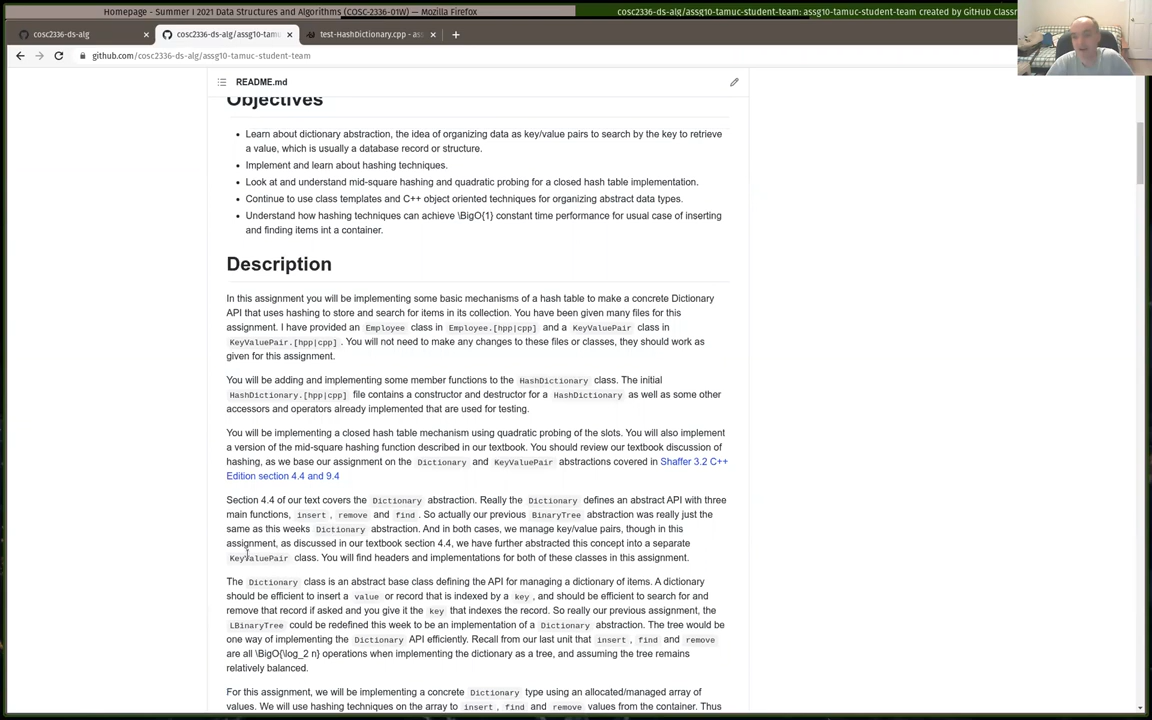 Homepage - Summer I 2021 Data Structures and Algorithms (COSC-2336-01W) — Mozilla Firefox
cosc2336-ds-alg/assg10-tamuc-student-team: assg10-tamuc-student-team created by GitHub Classr
cosc2336-ds-alg
cosc2336-ds-alg/assg10-tamu
test-HashDictionary.cpp - ass
github.com/cosc2336-ds-alg/assg10-tamuc-student-team
README.md
Objectives
• Learn about dictionary abstraction, the idea of organizing data as key/value pairs to search by the key to retrieve
a value, which is usually a database record or structure.
• Implement and learn about hashing techniques.
• Look at and understand mid-square hashing and quadratic probing for a closed hash table implementation.
• Continue to use class templates and C++ object oriented techniques for organizing abstract data types.
• Understand how hashing techniques can achieve \BigO{1} constant time performance for usual case of inserting
and finding items int a container.
Description
In this assignment you will be implementing some basic mechanisms of a hash table to make a concrete Dictionary
API that uses hashing to store and search for items in its collection. You have been given many files for this
assignment. I have provided an Employee class in Employee.[hpp|cpp] and a KeyValuePair class in
KeyValuePair.[hpp|cpp]. You will not need to make any changes to these files or classes, they should work as
given for this assignment.
You will be adding and implementing some member functions to the HashDictionary class. The initial
HashDictionary.[hpp|cpp] file contains a constructor and destructor for a HashDictionary as well as some other
accessors and operators already implemented that are used for testing.
You will be implementing a closed hash table mechanism using quadratic probing of the slots. You will also implement
a version of the mid-square hashing function described in our textbook. You should review our textbook discussion of
hashing, as we base our assignment on the Dictionary and KeyValuePair abstractions covered in Shaffer 3.2 C++
Edition section 4.4 and 9.4
Section 4.4 of our text covers the Dictionary abstraction. Really the Dictionary defines an abstract API with three
main functions, insert, remove and find. So actually our previous BinaryTree abstraction was really just the
same as this weeks Dictionary abstraction. And in both cases, we manage key/value pairs, though in this
assignment, as discussed in our textbook section 4.4, we have further abstracted this concept into a separate
KeyValuePair class. You will find headers and implementations for both of these classes in this assignment.
The Dictionary class is an abstract base class defining the API for managing a dictionary of items. A dictionary
should be efficient to insert a value or record that is indexed by a key, and should be efficient to search for and
remove that record if asked and you give it the key that indexes the record. So really our previous assignment, the
LBinaryTree could be redefined this week to be an implementation of a Dictionary abstraction. The tree would be
one way of implementing the Dictionary API efficiently. Recall from our last unit that insert, find and remove
are all \BigO{\log_2 n} operations when implementing the dictionary as a tree, and assuming the tree remains
relatively balanced.
For this assignment, we will be implementing a concrete Dictionary type using an allocated/managed array of
values. We will use hashing techniques on the array to insert, find and remove values from the container. Thus